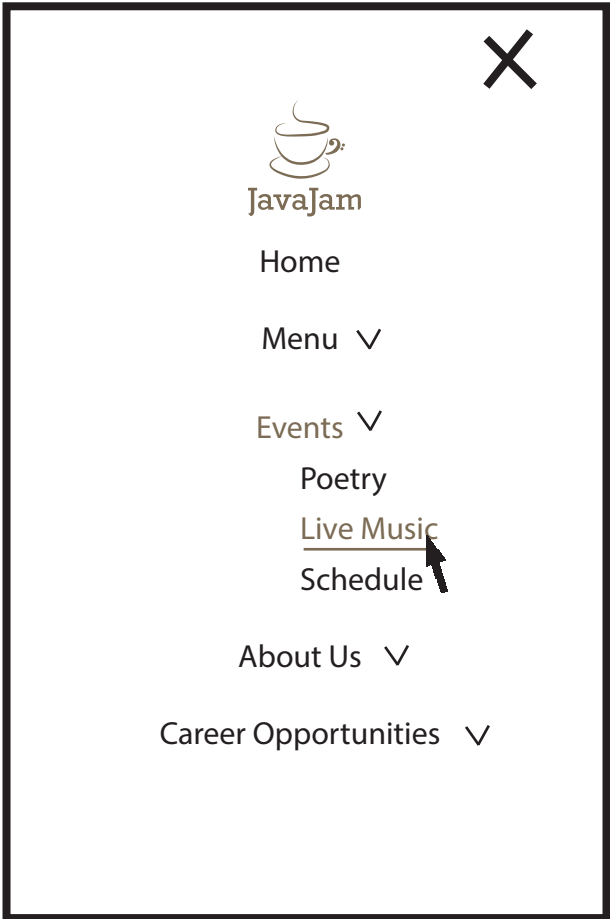 JavaJam
Home
Menu
Events
Poetry
Live Music
Schedule
About Us
Career Opportunities